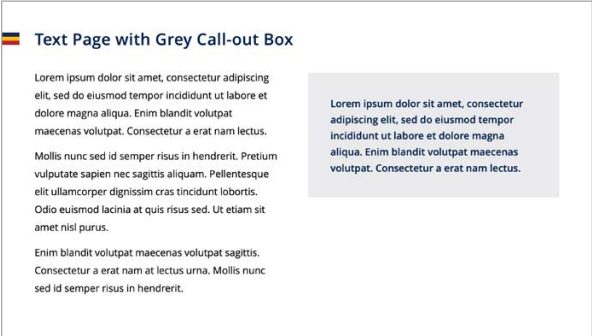 Text Page with Grey Call-out Box
Lorem ipsum dolor sit amet, consectetur adipiscing
elit, sed do eiusmod tempor incididunt ut labore et
dolore magna aliqua. Enim blandit volutpat
maecenas volutpat. Consectetur a erat nam lectus.
Mollis nunc sed id semper risus in hendrerit. Pretium
vulputate sapien nec sagittis aliquam. Pellentesque
elit ullamcorper dignissim cras tincidunt lobortis.
Odio euismod lacinia at quis risus sed. Ut etiam sit
amet nisl purus.
Enim blandit volutpat maecenas volutpat sagittis.
Consectetur a erat nam at lectus urna. Mollis nunc
sed id semper risus in hendrerit.
Lorem ipsum dolor sit amet, consectetur
adipiscing elit, sed do eiusmod tempor
incididunt ut labore et dolore magna
aliqua. Enim blandit volutpat maecenas
volutpat. Consectetur a erat nam lectus.